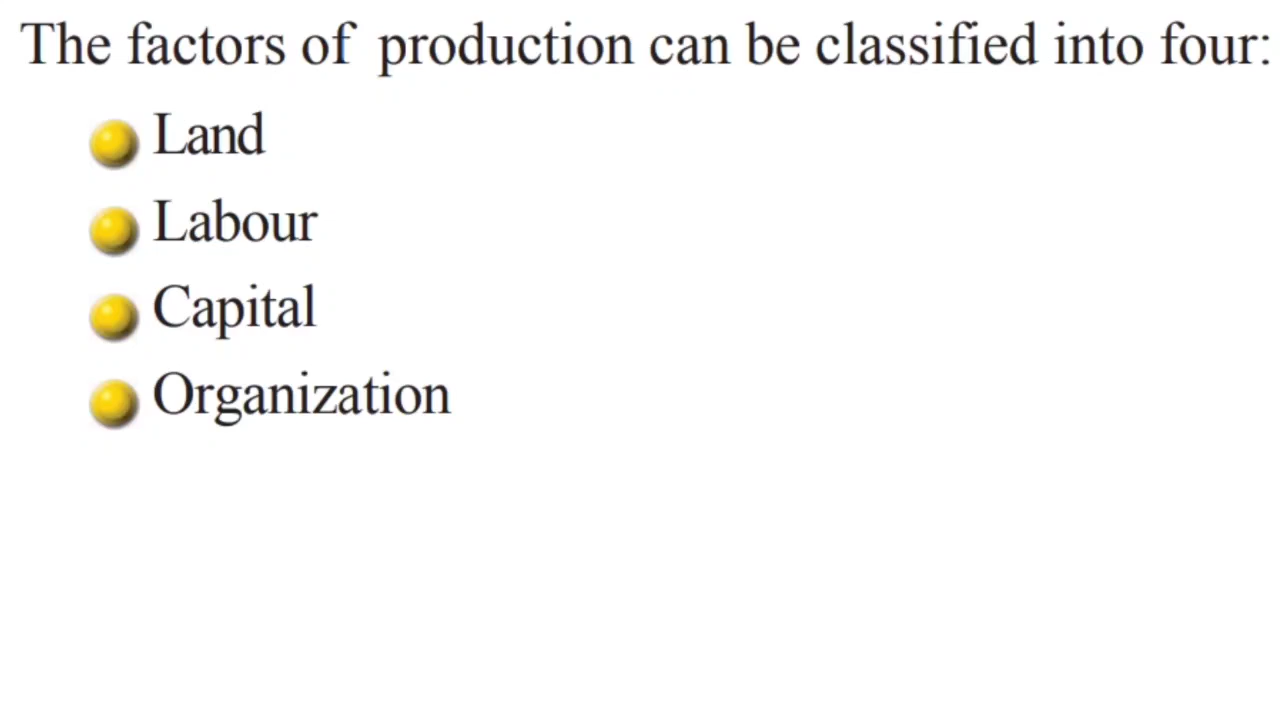 The factors of production can be classified into four:
Land
Labour
Capital
Organization